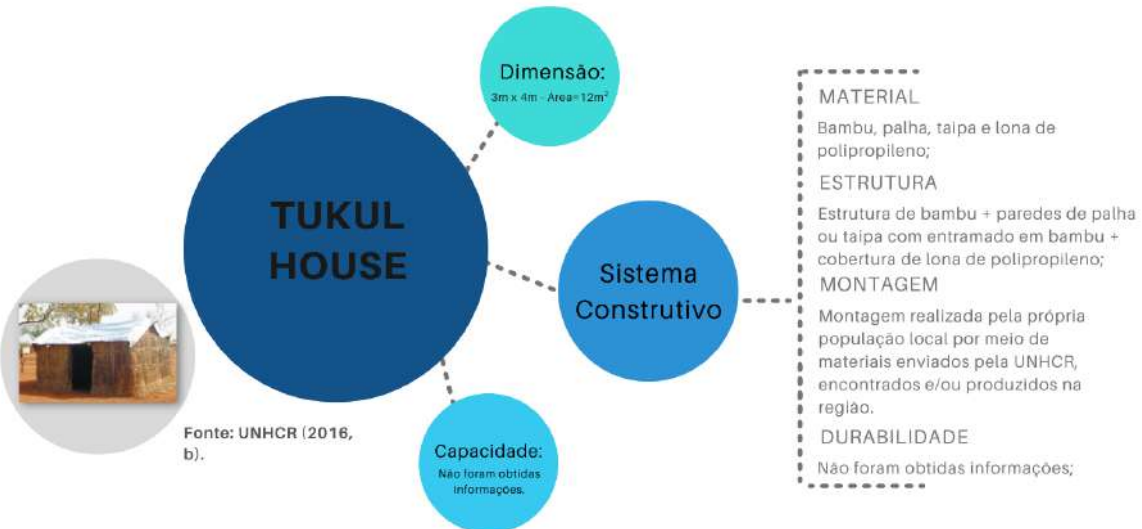 TUKUL
HOUSE
Fonte: UNHCR (2016,
b).
Dimensão:
3m x 4m - Area=12m²
Sistema
Construtivo
Capacidade:
Não foram obtidas
informações.
MATERIAL
Bambu, palha, taipa e lona de
polipropileno;
ESTRUTURA
Estrutura de bambu + paredes de palha
ou taipa com entramado em bambu +
cobertura de lona de polipropileno;
MONTAGEM
Montagem realizada pela própria
população local por meio de
materiais enviados pela UNHCR,
encontrados e/ou produzidos na
região.
DURABILIDADE
Não foram obtidas informações;